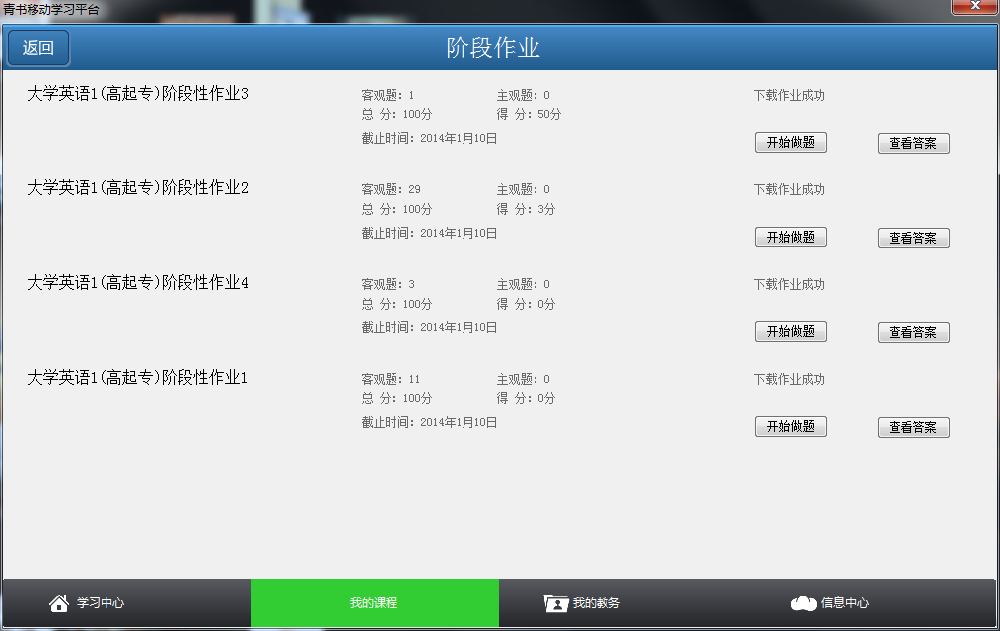 青书移动学习平台
返回
阶段作业
大学英语1(高起专)阶段性作业3
客观题：1 主观题：0 下载作业成功
总 分：100分 得 分：50分
截止时间：2014年1月10日 开始做题 查看答案
大学英语1(高起专)阶段性作业2
客观题：29 主观题：0 下载作业成功
总 分：100分 得 分：3分
截止时间：2014年1月10日 开始做题 查看答案
大学英语1(高起专)阶段性作业4
客观题：3 主观题：0 下载作业成功
总 分：100分 得 分：0分
截止时间：2014年1月10日 开始做题 查看答案
大学英语1(高起专)阶段性作业1
客观题：11 主观题：0 下载作业成功
总 分：100分 得 分：0分
截止时间：2014年1月10日 开始做题 查看答案
学习中心 我的课程 我的教务 信息中心